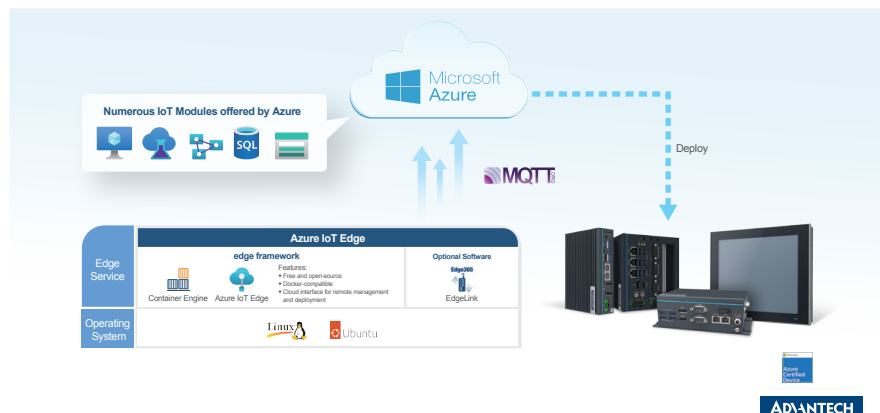 Microsoft
Azure
Numerous IoT Modules offered by Azure
SQL
Deploy
MQTT
.ORG
Azure IoT Edge
Edge
Service
edge framework
Features:
• Free and open-source
• Docker-compatible
• Cloud interface for remote management
and deployment
Container Engine
Azure IoT Edge
Optional Software
Edge365
EdgeLink
Operating
System
Linux
Ubuntu
Microsoft
Azure
Certified
Device
ADVANTECH